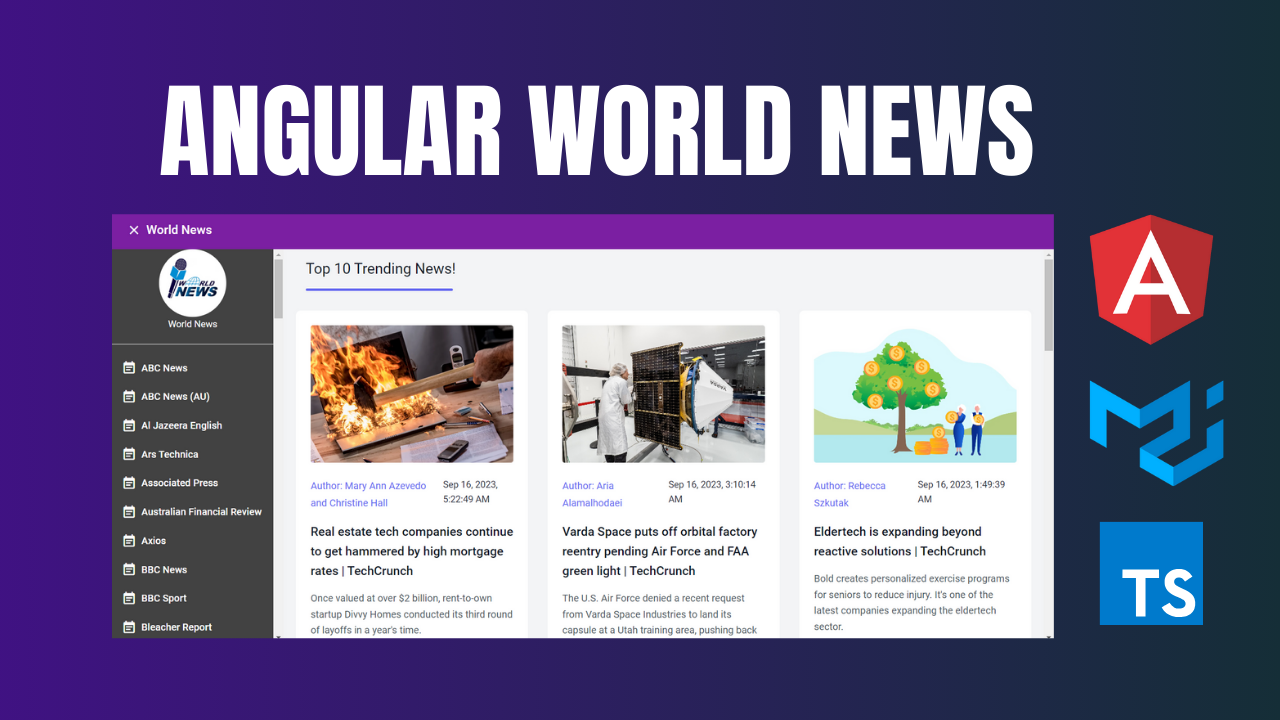 ANGULAR WORLD NEWS
World News
WORLD
NEWS
World News
ABC News
ABC News (AU)
Al Jazeera English
Ars Technica
Associated Press
Australian Financial Review
Axios
BBC News
BBC Sport
Bleacher Report
Top 10 Trending News!
Author: Mary Ann Azevedo
and Christine Hall
Sep 16, 2023,
5:22:49 AM
Real estate tech companies continue
to get hammered by high mortgage
rates | TechCrunch
Once valued at over $2 billion, rent-to-own
startup Divvy Homes conducted its third round
of layoffs in a year's time.
Author: Aria
Alamalhodaei
Sep 16, 2023, 3:10:14
AM
Varda Space puts off orbital factory
reentry pending Air Force and FAA
green light | TechCrunch
The U.S. Air Force denied a recent request
from Varda Space Industries to land its
capsule at a Utah training area, pushing back
Author: Rebecca
Szkutak
Sep 16, 2023, 1:49:39
AM
Eldertech is expanding beyond
reactive solutions | TechCrunch
Bold creates personalized exercise programs
for seniors to reduce injury. It's one of the
latest companies expanding the eldertech
sector.
TS